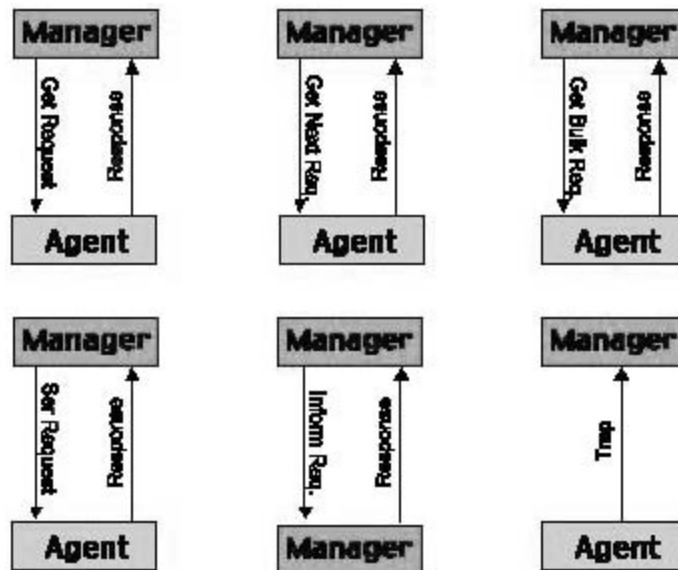 Manager
Manager
Manager
Get Request
Response
Get Next Req.
Response
Get Bulk Req.
Response
Agent
Agent
Agent
Manager
Manager
Manager
Ser Request
Response
Inform Req.
Response
Trap
Agent
Manager
Agent